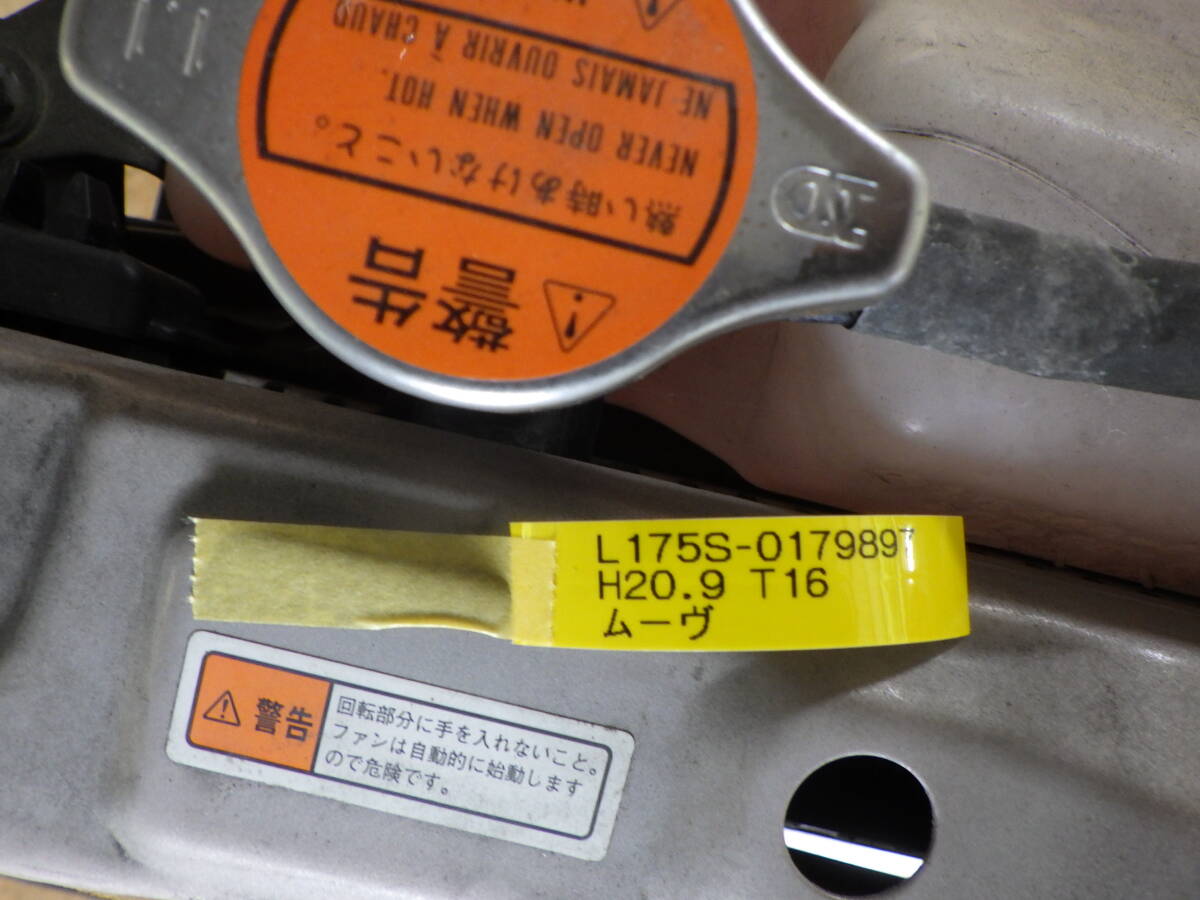 1.1
警告
熱い時あけないこと。
NEVER OPEN WHEN HOT.
NE JAMAIS OUVRIR À CHAUD
L175S-0179897
H20.9 T16
ムーヴ
警告
回転部分に手を入れないこと。
ファンは自動的に始動します
ので危険です。